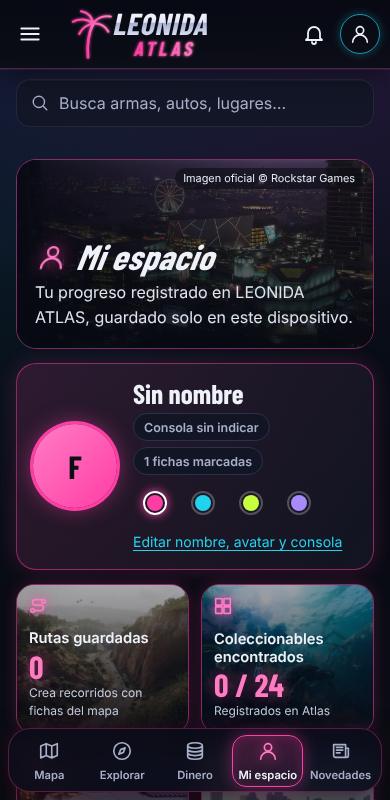 LEONIDA
ATLAS
Busca armas, autos, lugares...
Imagen oficial © Rockstar Games
Mi espacio
Tu progreso registrado en LEONIDA
ATLAS, guardado solo en este dispositivo.
Sin nombre
Consola sin indicar
F
1 fichas marcadas
Editar nombre, avatar y consola
Rutas guardadas
0
Crea recorridos con
fichas del mapa
Coleccionables
encontrados
0 / 24
Registrados en Atlas
Mapa
Explorar
Dinero
Mi espacio
Novedades